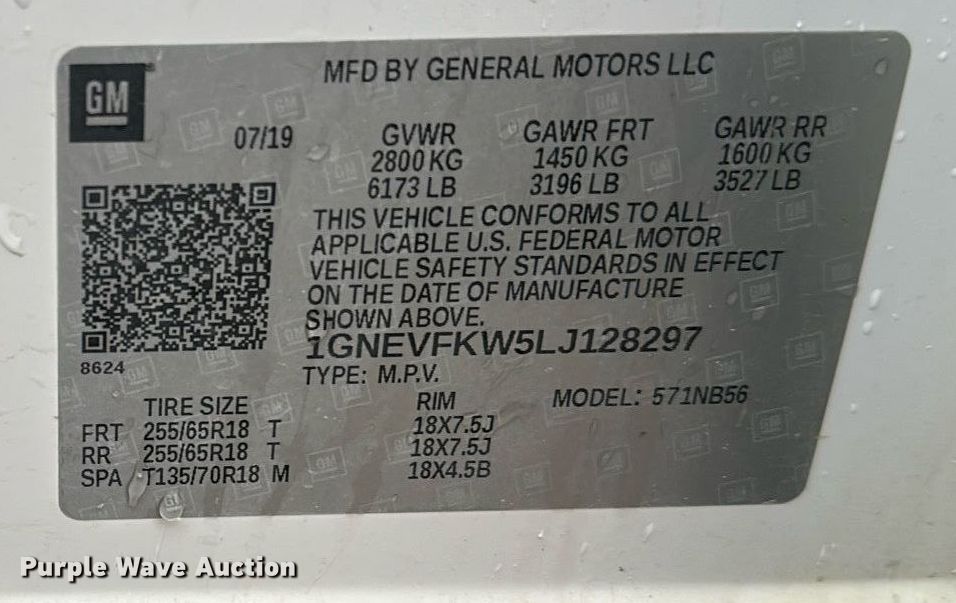 GM
MFD BY GENERAL MOTORS LLC
07/19 GVWR GAWR FRT GAWR RR
2800 KG 1450 KG 1600 KG
6173 LB 3196 LB 3527 LB
THIS VEHICLE CONFORMS TO ALL
APPLICABLE U.S. FEDERAL MOTOR
VEHICLE SAFETY STANDARDS IN EFFECT
ON THE DATE OF MANUFACTURE
SHOWN ABOVE.
1GNEVFKW5LJ128297
8624
TYPE: M.P.V.
TIRE SIZE RIM MODEL: 571NB56
FRT 255/65R18 T 18X7.5J
RR 255/65R18 T 18X7.5J
SPA T135/70R18 M 18X4.5B
Purple Wave Auction